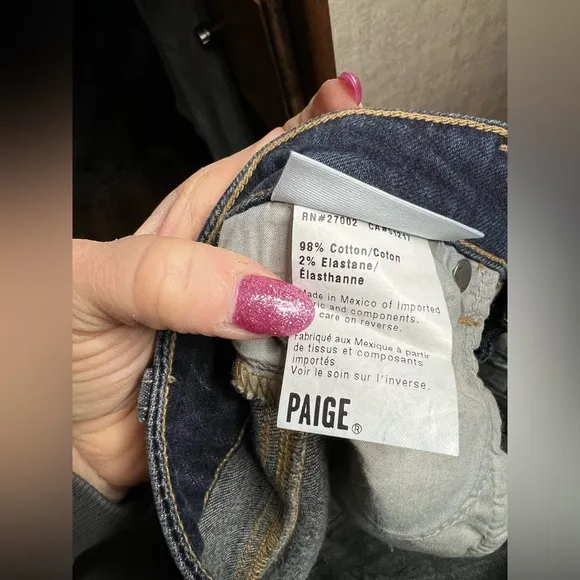 RN#27002 CA#51217
98% Cotton/Coton
2% Elastane/
Élasthanne
Made in Mexico of Imported
and components.
care on reverse.
Fabriqué aux Mexique à partir
de tissus et composants
importés
Voir le soin sur l'inverse.
PAIGE®